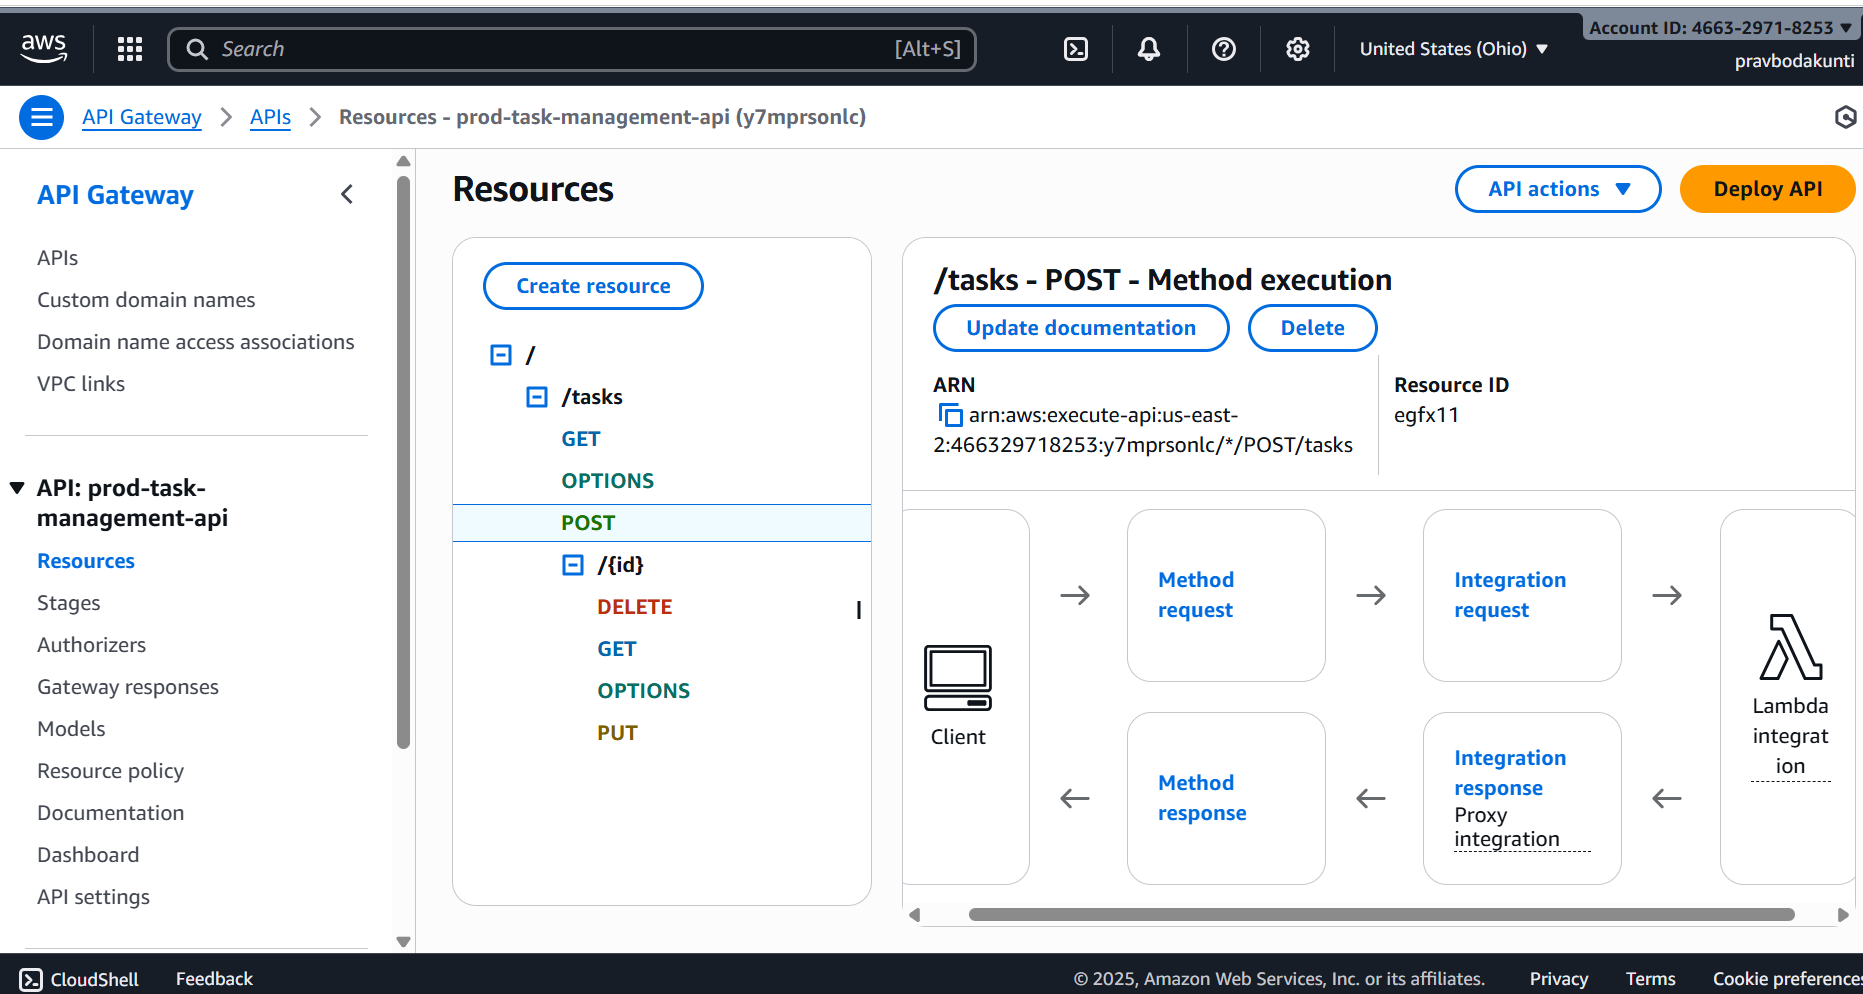 aws
Search
[Alt+S]
United States (Ohio)
Account ID: 4663-2971-8253
pravbodakunti
API Gateway
APIs
Resources - prod-task-management-api (y7mprsonlc)
API Gateway
APIs
Custom domain names
Domain name access associations
VPC links
API: prod-task-
management-api
Resources
Stages
Authorizers
Gateway responses
Models
Resource policy
Documentation
Dashboard
API settings
Resources
API actions
Deploy API
Create resource
/
/tasks
GET
OPTIONS
POST
/{id}
DELETE
GET
OPTIONS
PUT
/tasks - POST - Method execution
Update documentation
Delete
ARN
arn:aws:execute-api:us-east-
2:466329718253:y7mprsonlc/*/POST/tasks
Resource ID
egfx11
Client
Method
request
Integration
request
Method
response
Integration
response
Proxy
integration
Lambda
integrat
ion
CloudShell
Feedback
© 2025, Amazon Web Services, Inc. or its affiliates.
Privacy
Terms
Cookie preferences